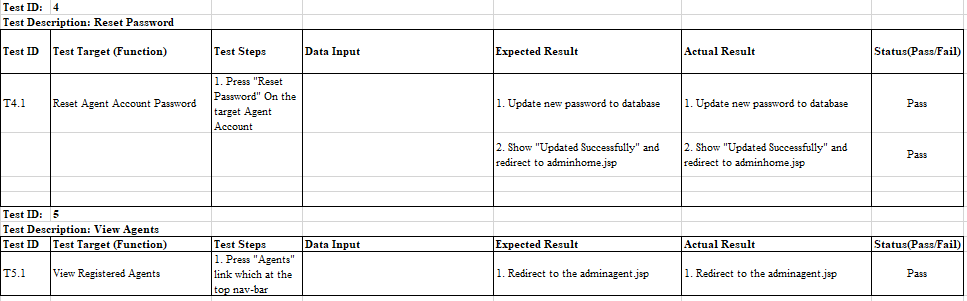 Test ID: 4
Test Description: Reset Password
Test ID Test Target (Function) Test Steps Data Input Expected Result Actual Result Status(Pass/Fail)
T4.1 Reset Agent Account Password 1. Press "Reset Password" On the target Agent Account 1. Update new password to database 1. Update new password to database Pass
2. Show "Updated Successfully" and redirect to adminhome.jsp 2. Show "Updated Successfully" and redirect to adminhome.jsp Pass
Test ID: 5
Test Description: View Agents
Test ID Test Target (Function) Test Steps Data Input Expected Result Actual Result Status(Pass/Fail)
T5.1 View Registered Agents 1. Press "Agents" link which at the top nav-bar 1. Redirect to the adminagent.jsp 1. Redirect to the adminagent.jsp Pass